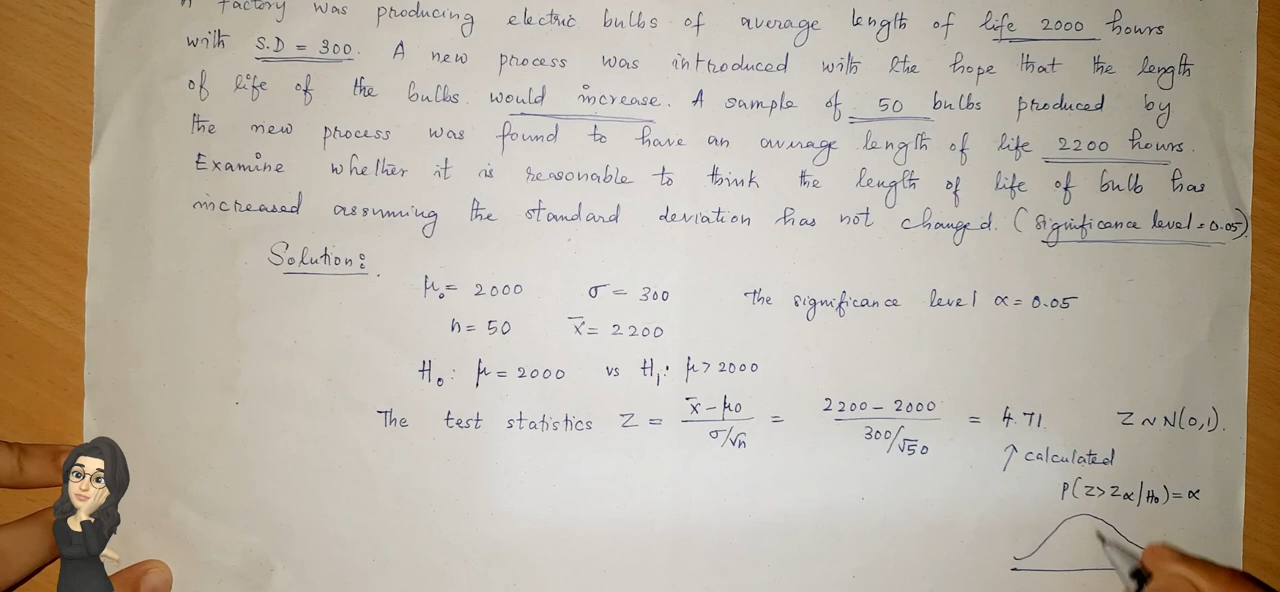 factory was producing electric bulbs of average length of life 2000 hours
with S.D = 300. A new process was introduced with the hope that the length
of life of the bulbs would increase. A sample of 50 bulbs produced by
the new process was found to have an average length of life 2200 hours.
Examine whether it is reasonable to think the length of life of bulb has
increased assuming the standard deviation has not changed. (Significance level = 0.05)
Solution:
μ₀ = 2000 σ = 300 The significance level α = 0.05
n = 50 x̄ = 2200
H₀: μ = 2000 vs H₁: μ > 2000
The test statistics Z = (x̄ - μ₀)/(σ/√n) = (2200 - 2000)/(300/√50) = 4.71 Z ~ N(0,1).
↑ calculated
P(Z > Zα / H₀) = α